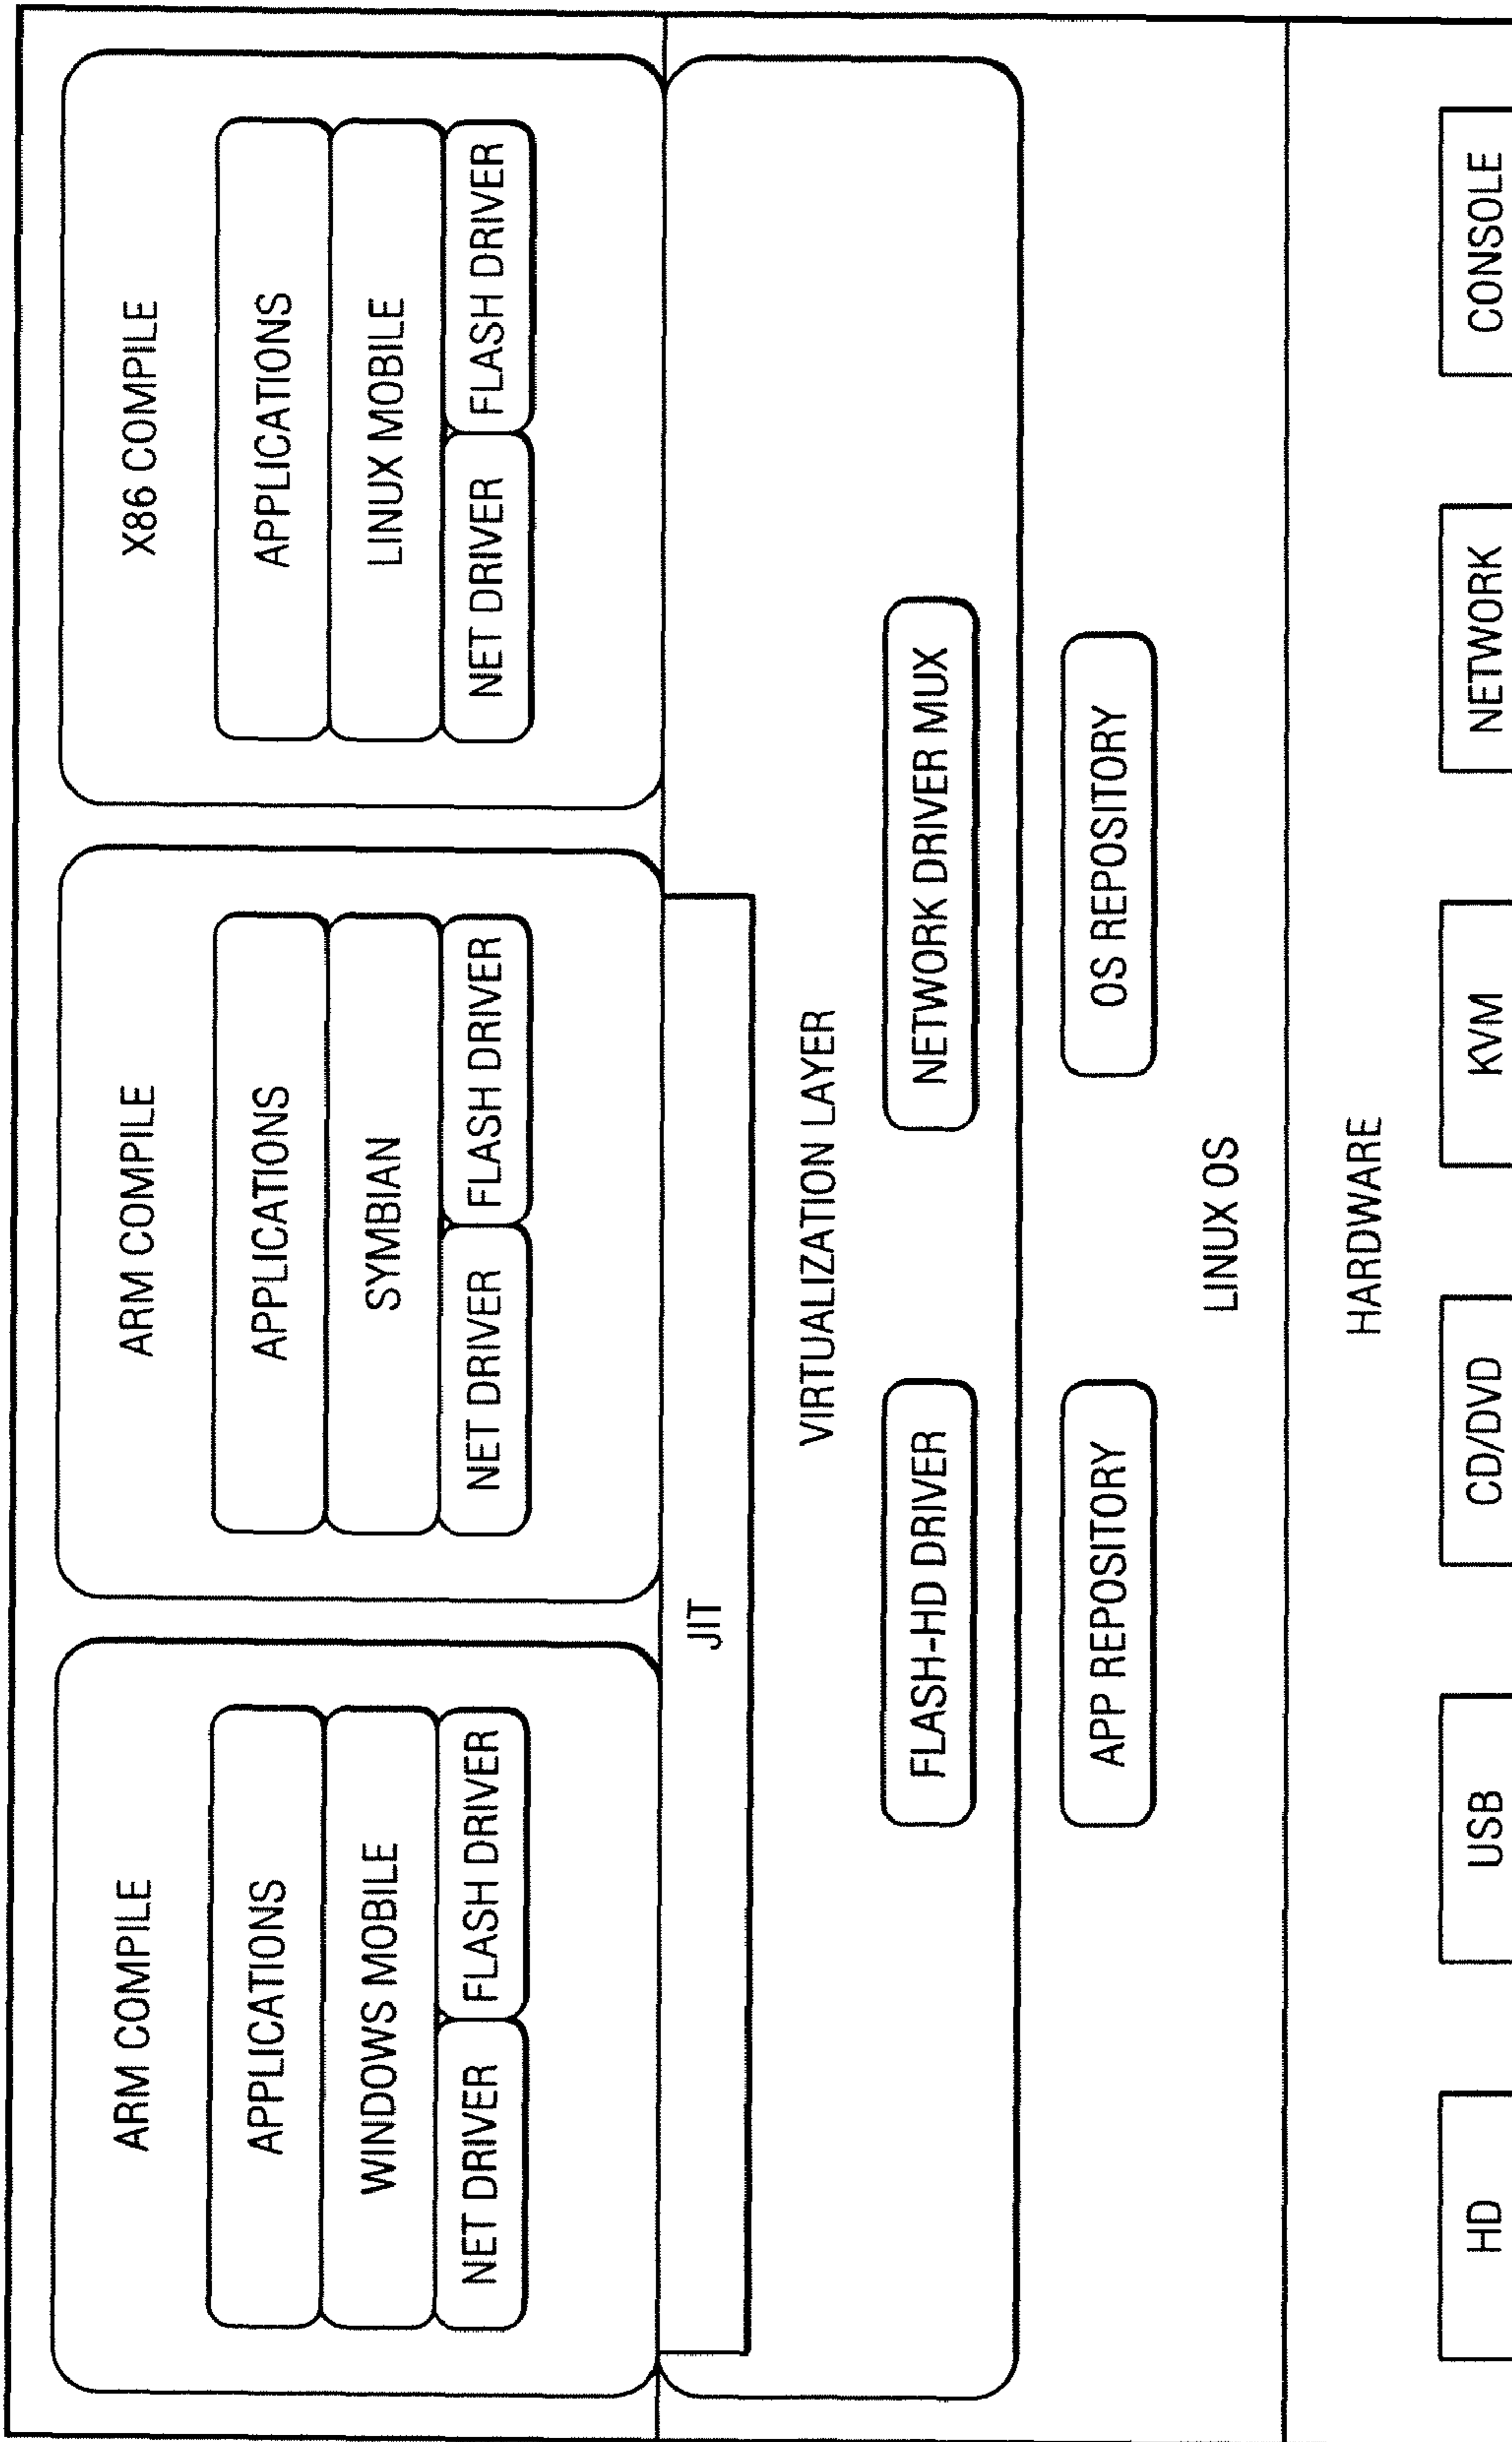 ARM COMPILE
APPLICATIONS
WINDOWS MOBILE
NET DRIVER
FLASH DRIVER
ARM COMPILE
APPLICATIONS
SYMBIAN
NET DRIVER
FLASH DRIVER
X86 COMPILE
APPLICATIONS
LINUX MOBILE
NET DRIVER
FLASH DRIVER
JIT
VIRTUALIZATION LAYER
FLASH-HD DRIVER
NETWORK DRIVER MUX
APP REPOSITORY
OS REPOSITORY
LINUX OS
HARDWARE
HD
USB
CD/DVD
KVM
NETWORK
CONSOLE